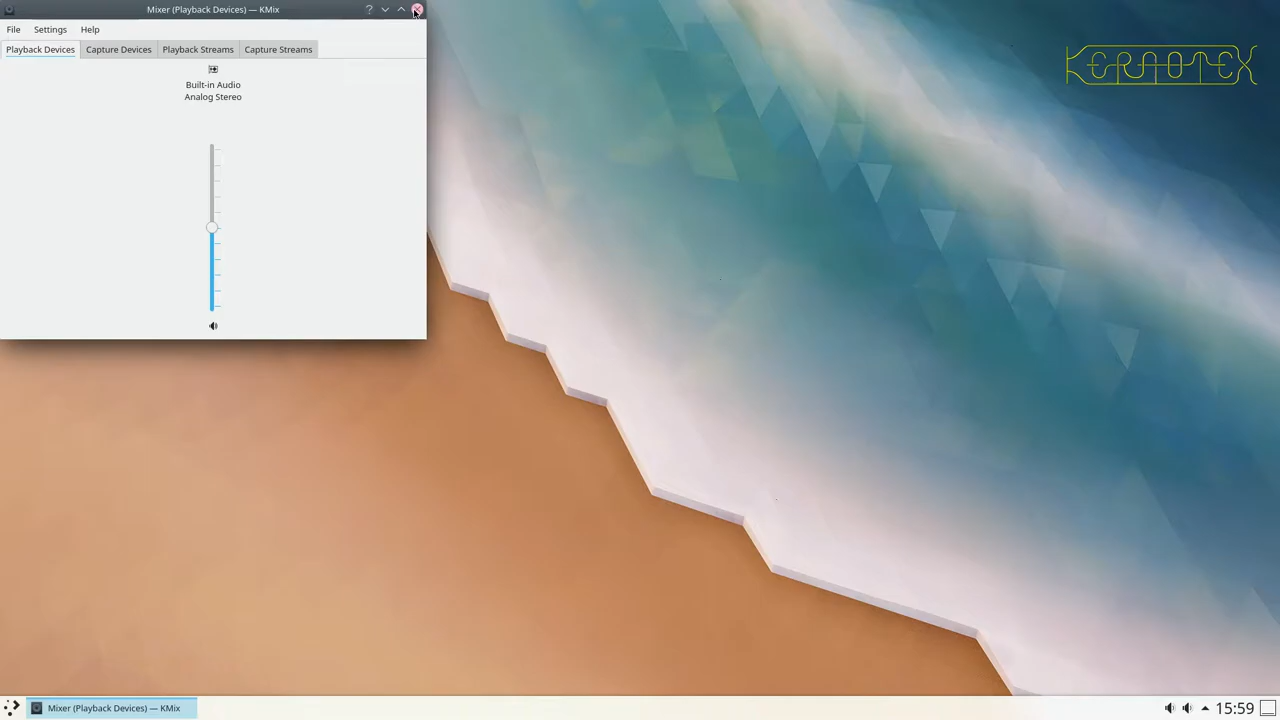 Mixer (Playback Devices) — KMix
File Settings Help
Playback Devices Capture Devices Playback Streams Capture Streams
Built-in Audio
Analog Stereo
KERAOTEX
Mixer (Playback Devices) — KMix
15:59